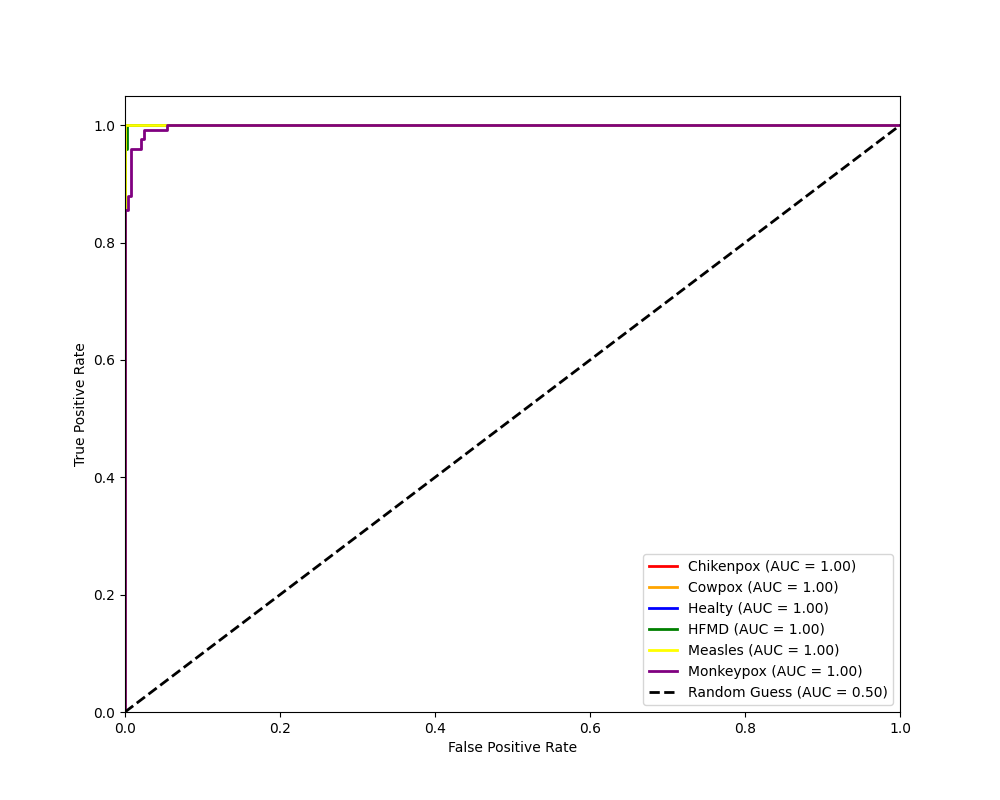 1.0
0.8
0.6
0.4
0.2
0.0
True Positive Rate
0.0 0.2 0.4 0.6 0.8 1.0
False Positive Rate
Chikenpox (AUC = 1.00)
Cowpox (AUC = 1.00)
Healty (AUC = 1.00)
HFMD (AUC = 1.00)
Measles (AUC = 1.00)
Monkeypox (AUC = 1.00)
Random Guess (AUC = 0.50)